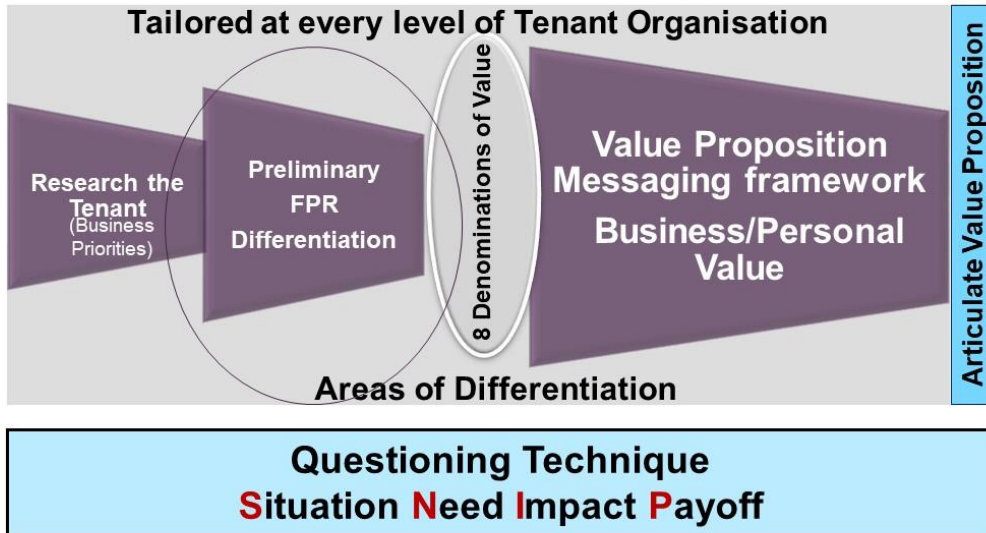 Tailored at every level of Tenant Organisation
Research the
Tenant
(Business
Priorities)
Preliminary
FPR
Differentiation
8 Denominations of Value
Value Proposition
Messaging framework
Business/Personal
Value
Articulate Value Proposition
Areas of Differentiation
Questioning Technique
Situation Need Impact Payoff